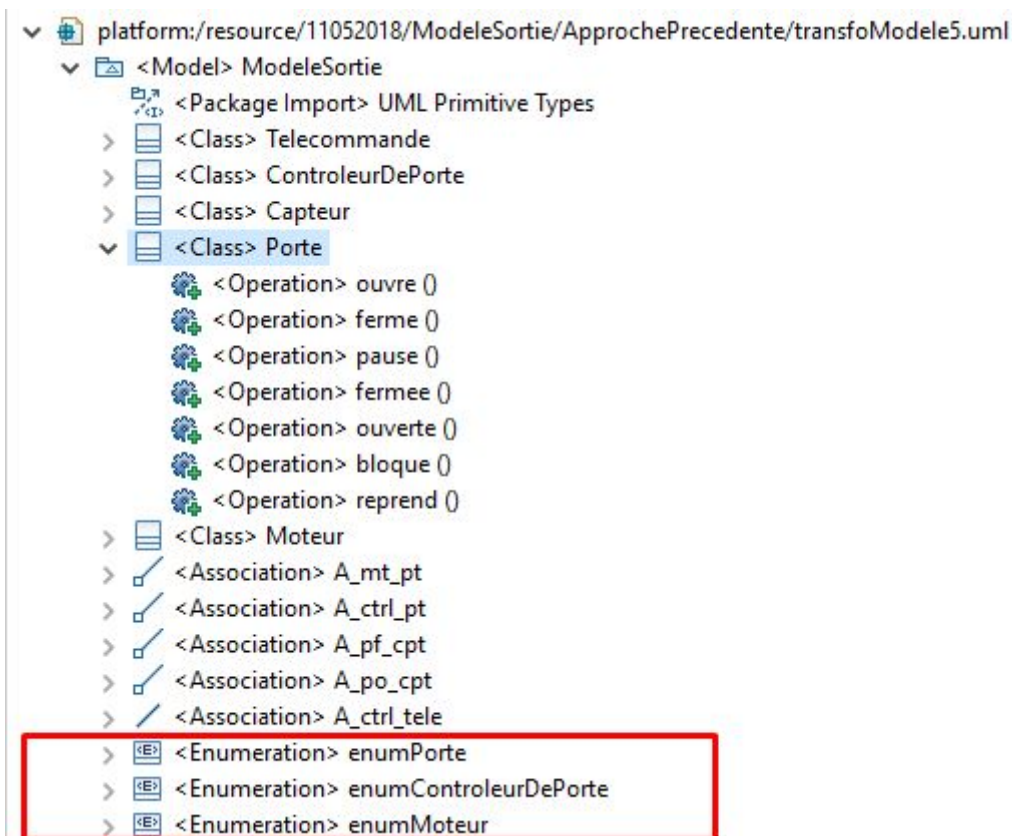 platform:/resource/11052018/ModeleSortie/ApprochePrecedente/transfoModele5.uml
<Model> ModeleSortie
<Package Import> UML Primitive Types
<Class> Telecommande
<Class> ControleurDePorte
<Class> Capteur
<Class> Porte
<Operation> ouvre ()
<Operation> ferme ()
<Operation> pause ()
<Operation> fermee ()
<Operation> ouverte ()
<Operation> bloque ()
<Operation> reprend ()
<Class> Moteur
<Association> A_mt_pt
<Association> A_ctrl_pt
<Association> A_pf_cpt
<Association> A_po_cpt
<Association> A_ctrl_tele
<Enumeration> enumPorte
<Enumeration> enumControleurDePorte
<Enumeration> enumMoteur